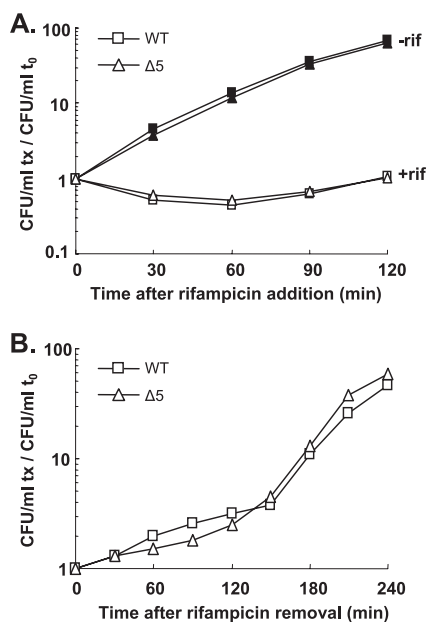 A.
WT
Δ5
-rif
+rif
CFU/ml tx / CFU/ml t₀
100
10
1
0.1
0 30 60 90 120
Time after rifampicin addition (min)
B.
WT
Δ5
CFU/ml tx / CFU/ml t₀
100
10
1
0 60 120 180 240
Time after rifampicin removal (min)